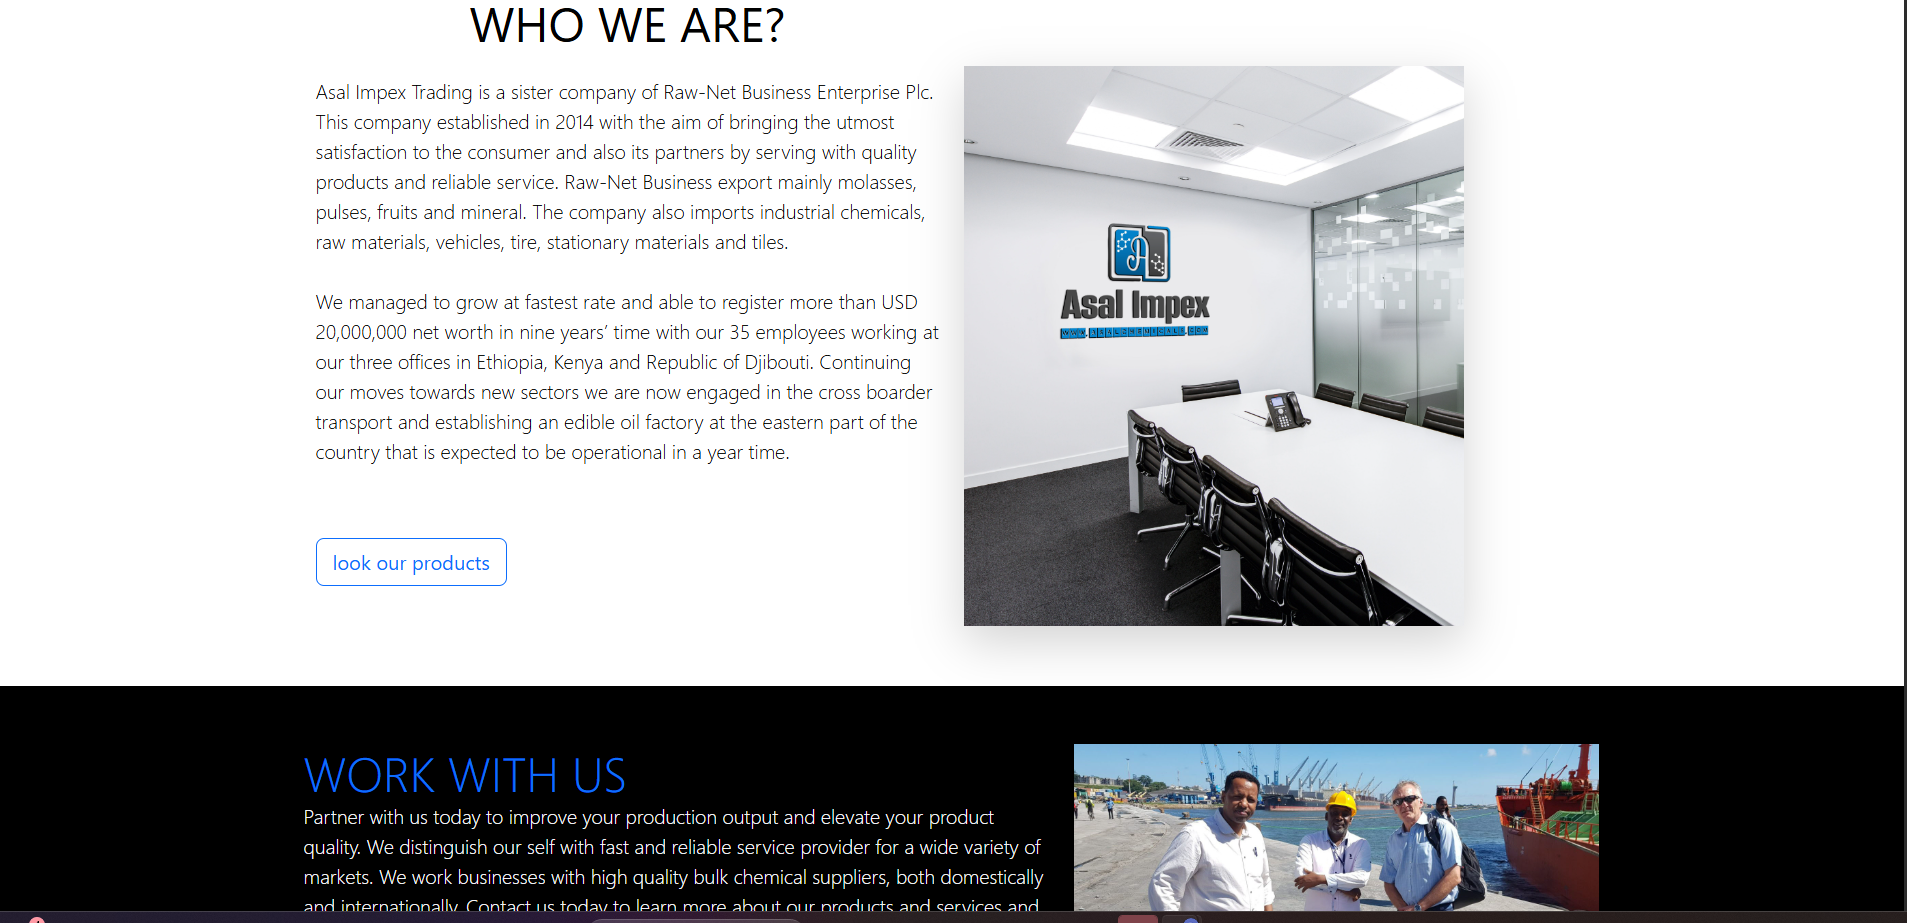 WHO WE ARE?
Asal Impex Trading is a sister company of Raw-Net Business Enterprise Plc.
This company established in 2014 with the aim of bringing the utmost
satisfaction to the consumer and also its partners by serving with quality
products and reliable service. Raw-Net Business export mainly molasses,
pulses, fruits and mineral. The company also imports industrial chemicals,
raw materials, vehicles, tire, stationary materials and tiles.
We managed to grow at fastest rate and able to register more than USD
20,000,000 net worth in nine years’ time with our 35 employees working at
our three offices in Ethiopia, Kenya and Republic of Djibouti. Continuing
our moves towards new sectors we are now engaged in the cross boarder
transport and establishing an edible oil factory at the eastern part of the
country that is expected to be operational in a year time.
look our products
A
Asal Impex
WWW.ASALCHEMICALS.COM
WORK WITH US
Partner with us today to improve your production output and elevate your product
quality. We distinguish our self with fast and reliable service provider for a wide variety of
markets. We work businesses with high quality bulk chemical suppliers, both domestically
and internationally. Contact us today to learn more about our products and services and